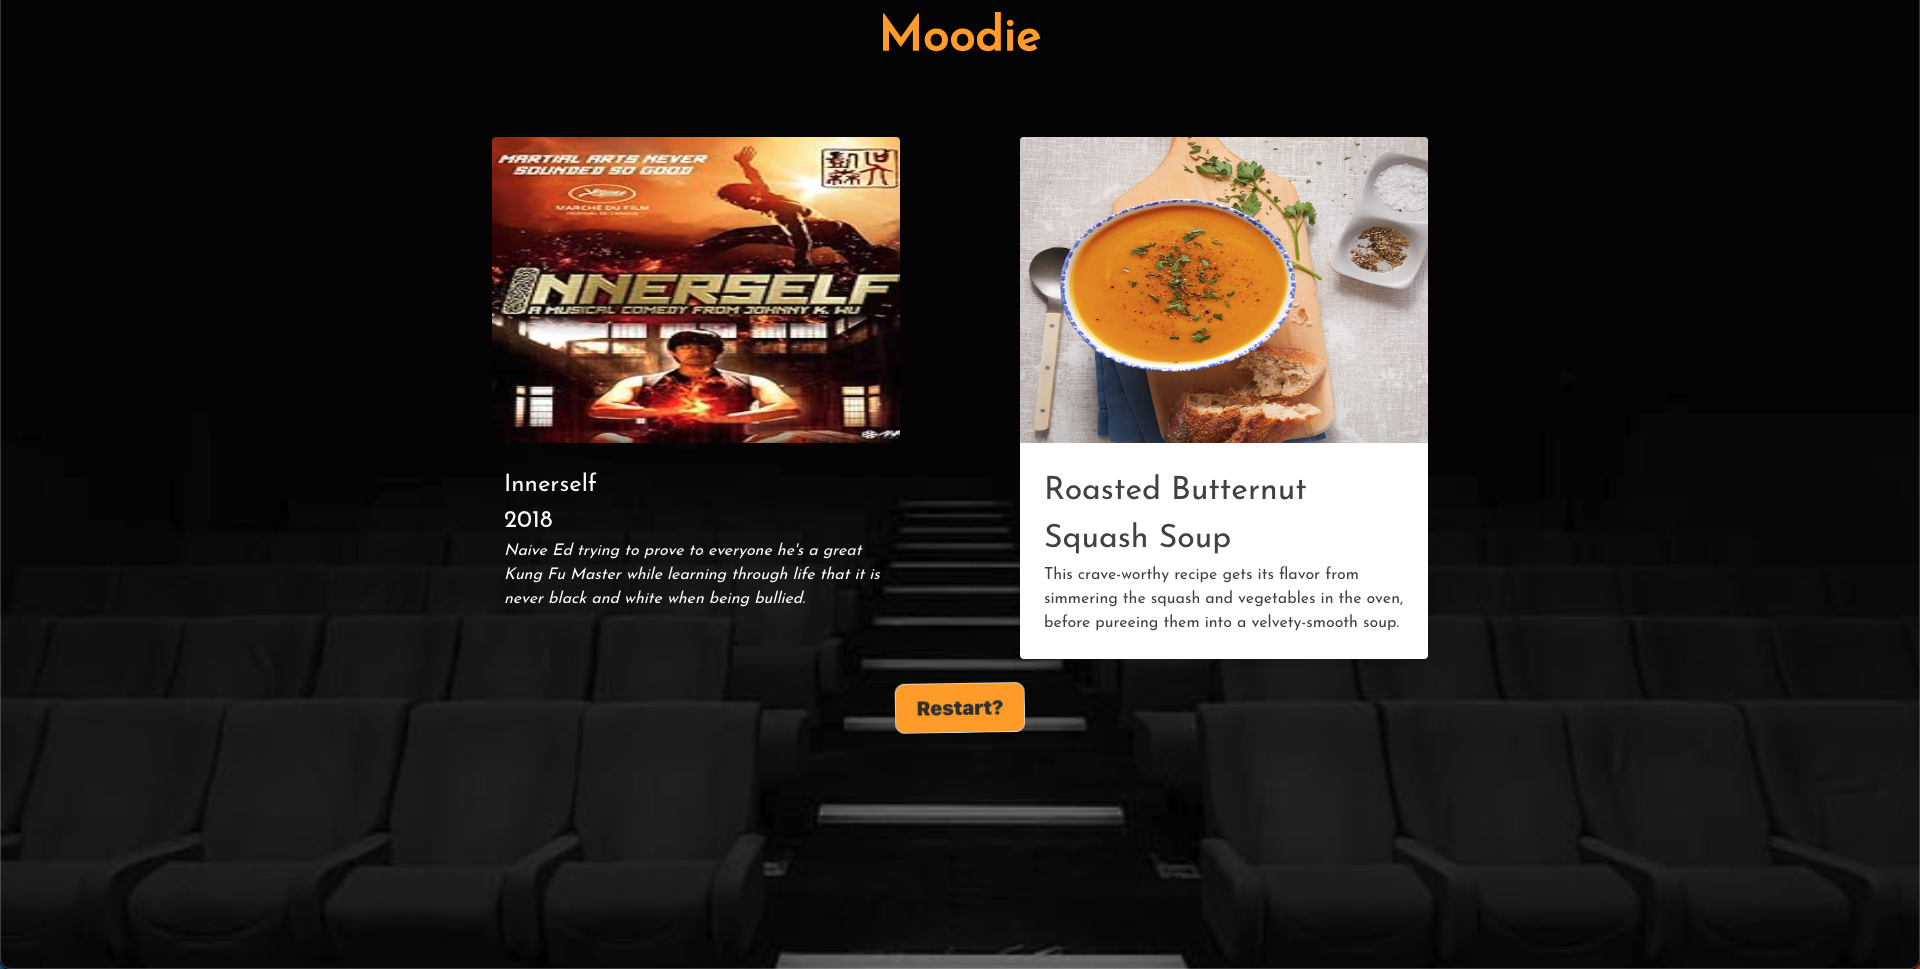 Moodie
MARTIAL ARTS NEVER
SOUNDED SO GOOD
MARCHÉ DU FILM
INNERSELF
A MUSICAL COMEDY FROM JOHNNY K. WU
Innerself
2018
Naive Ed trying to prove to everyone he's a great
Kung Fu Master while learning through life that it is
never black and white when being bullied.
Roasted Butternut
Squash Soup
This crave-worthy recipe gets its flavor from
simmering the squash and vegetables in the oven,
before pureeing them into a velvety-smooth soup.
Restart?